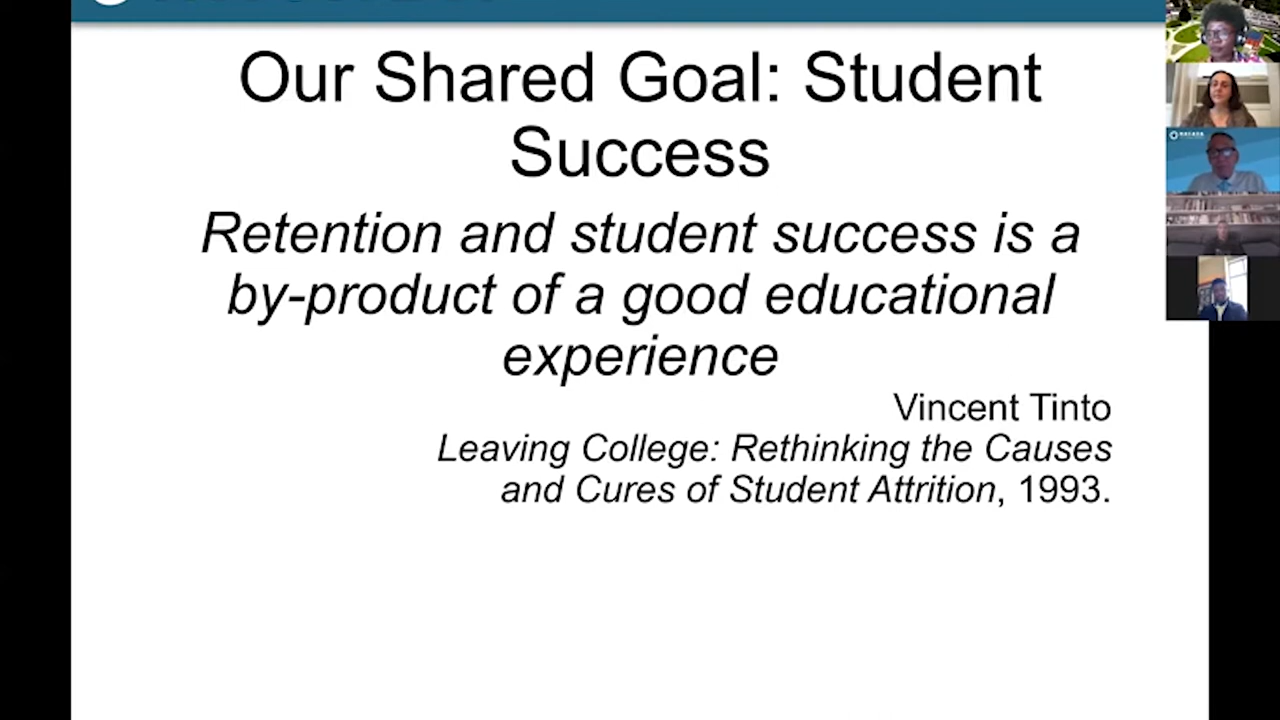 Our Shared Goal: Student
Success
Retention and student success is a
by-product of a good educational
experience
Vincent Tinto
Leaving College: Rethinking the Causes
and Cures of Student Attrition, 1993.